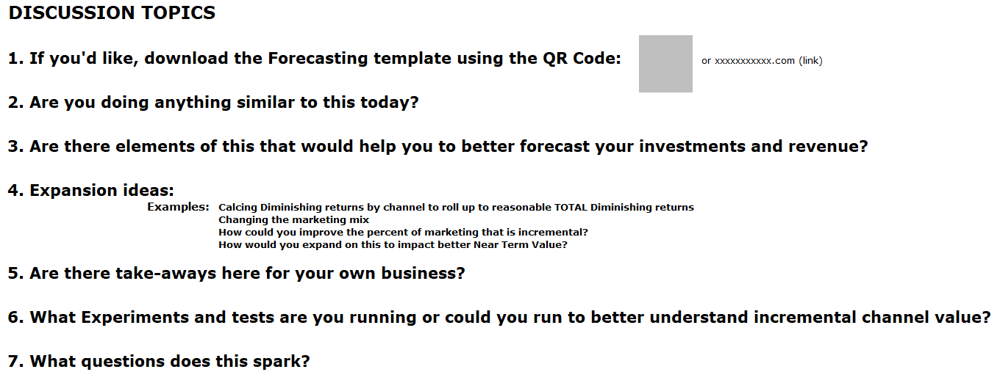 DISCUSSION TOPICS
1. If you'd like, download the Forecasting template using the QR Code: or xxxxxxxxxxx.com (link)
2. Are you doing anything similar to this today?
3. Are there elements of this that would help you to better forecast your investments and revenue?
4. Expansion ideas:
Examples: Calcing Diminishing returns by channel to roll up to reasonable TOTAL Diminishing returns
Changing the marketing mix
How could you improve the percent of marketing that is incremental?
How would you expand on this to impact better Near Term Value?
5. Are there take-aways here for your own business?
6. What Experiments and tests are you running or could you run to better understand incremental channel value?
7. What questions does this spark?